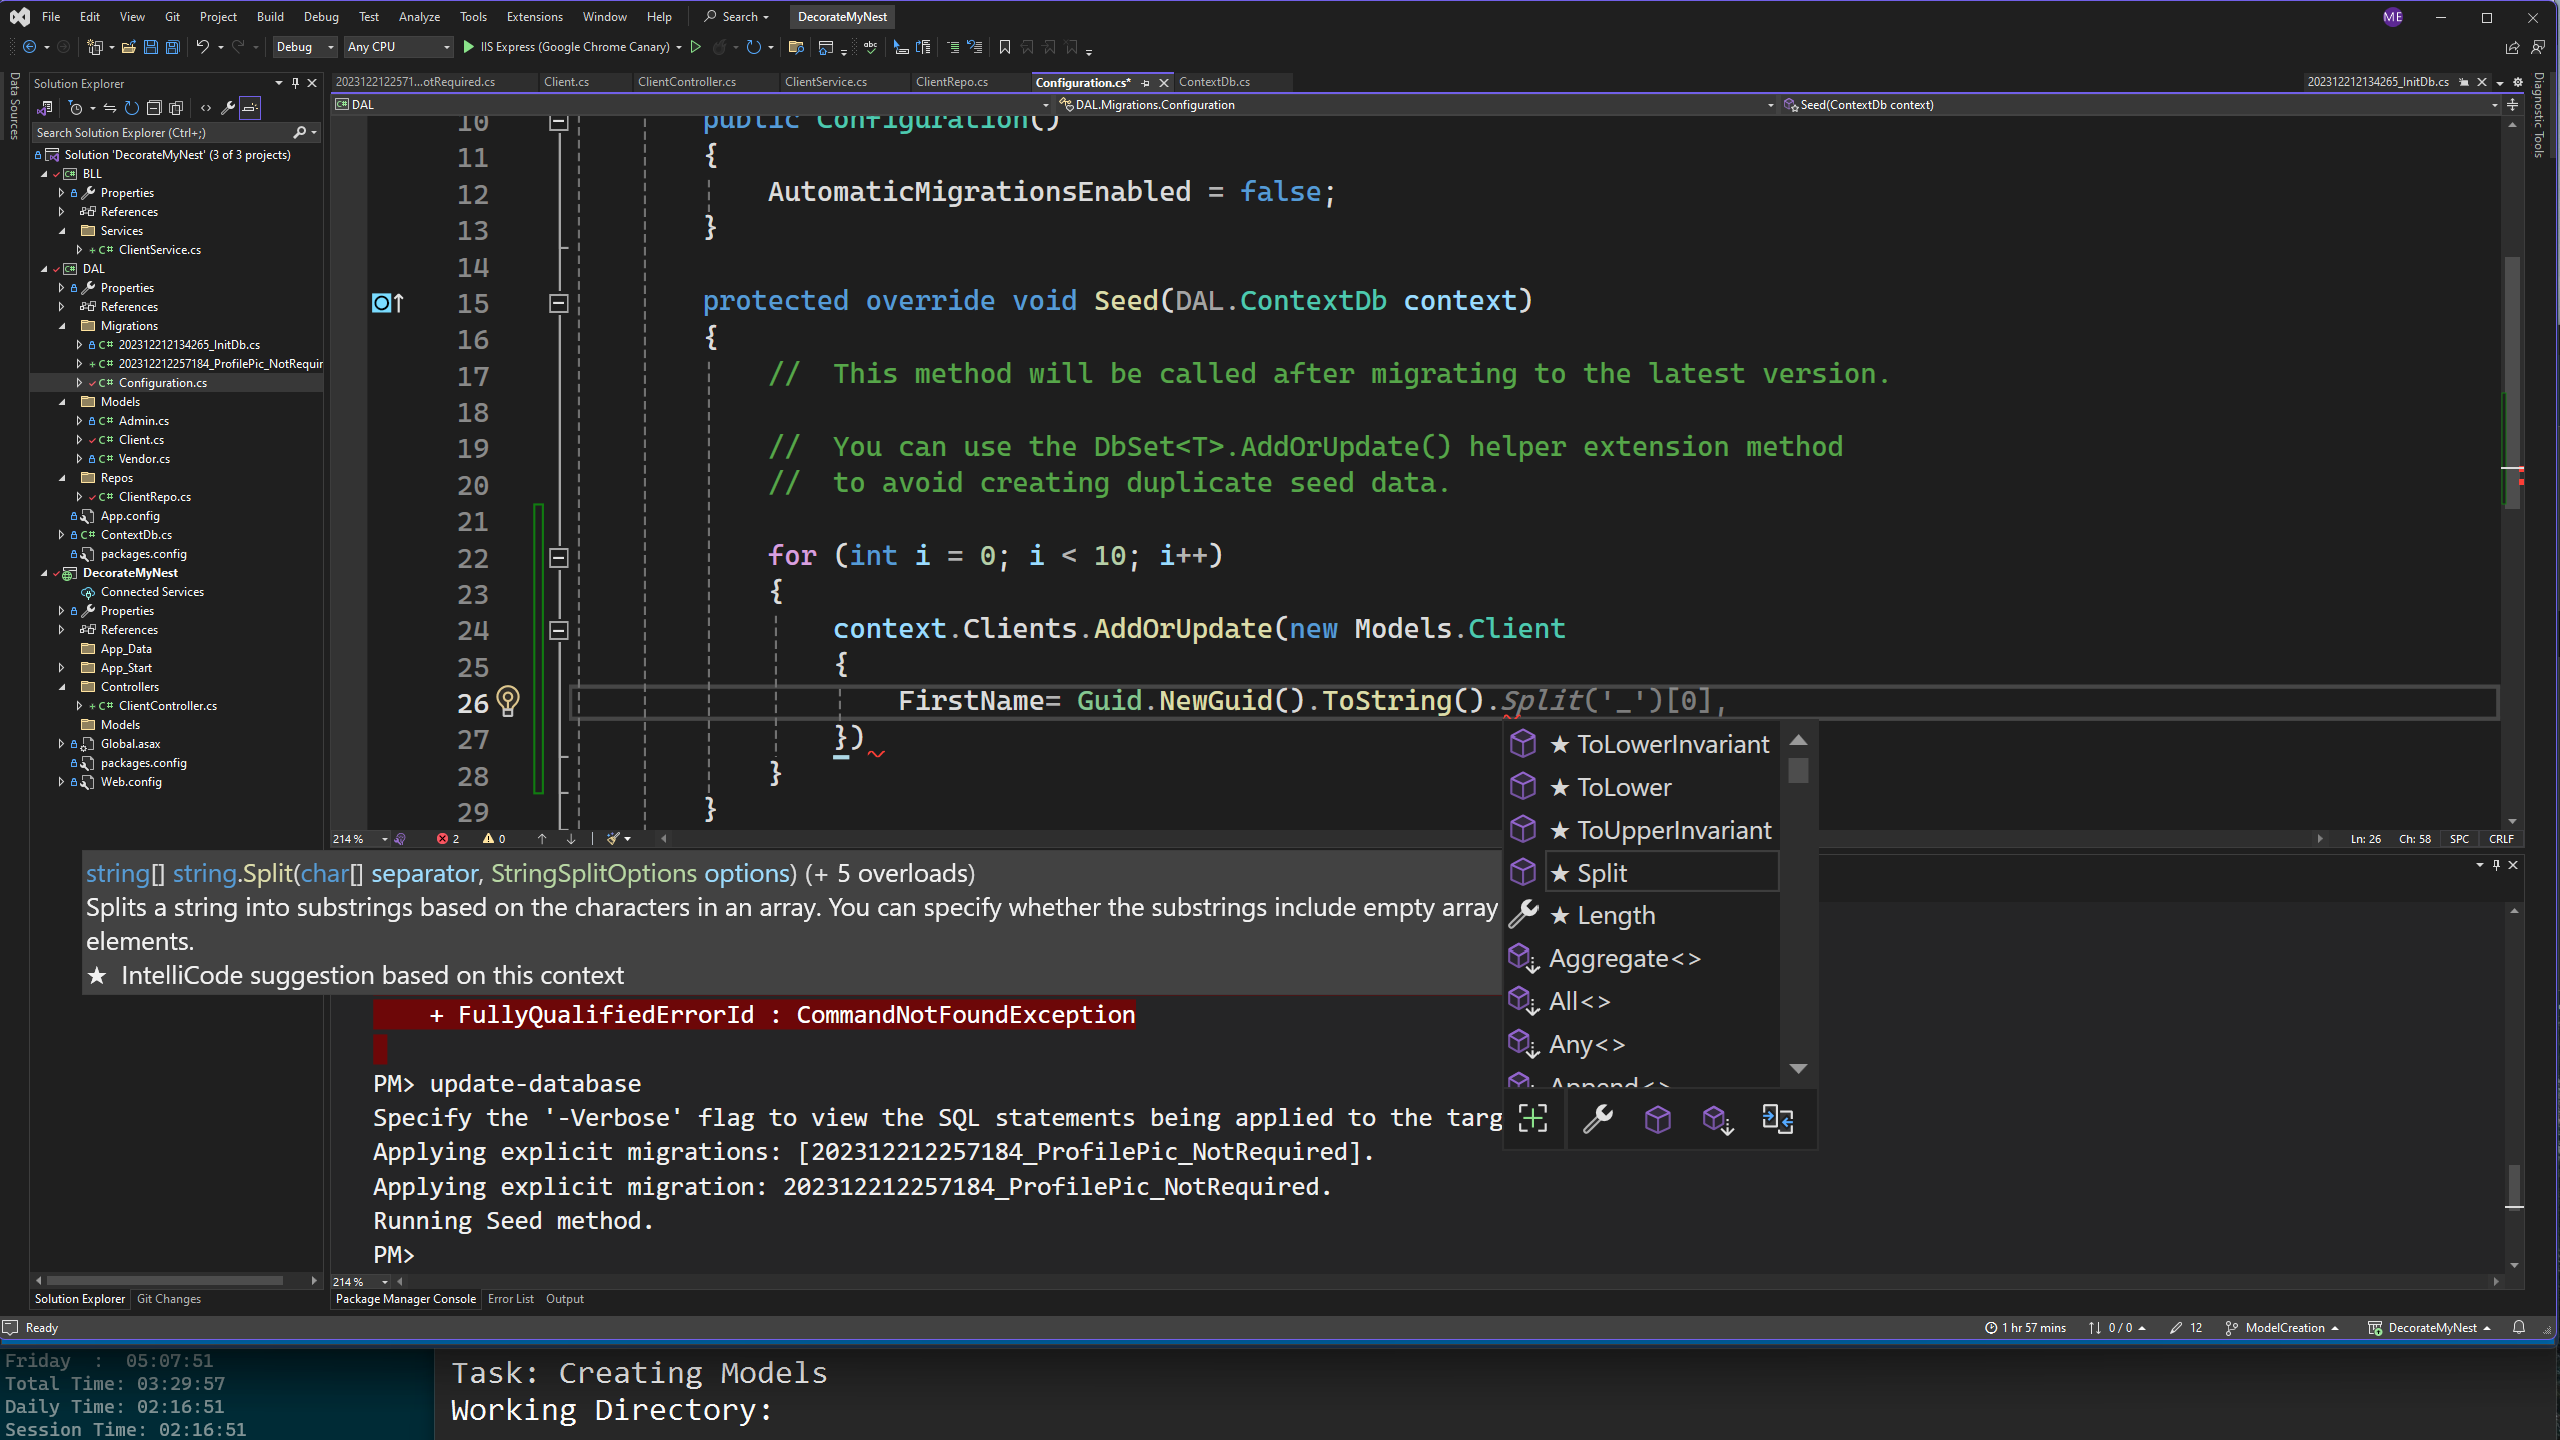 File Edit View Git Project Build Debug Test Analyze Tools Extensions Window Help Search DecorateMyNest ME
Debug Any CPU IIS Express (Google Chrome Canary)
Data Sources
Solution Explorer
Search Solution Explorer (Ctrl+;)
Solution 'DecorateMyNest' (3 of 3 projects)
BLL
Properties
References
Services
C# ClientService.cs
DAL
Properties
References
Migrations
C# 202312212134265_InitDb.cs
C# 202312212257184_ProfilePic_NotRequir
C# Configuration.cs
Models
C# Admin.cs
C# Client.cs
C# Vendor.cs
Repos
C# ClientRepo.cs
App.config
C# ContextDb.cs
packages.config
DecorateMyNest
Connected Services
Properties
References
App_Data
App_Start
Controllers
C# ClientController.cs
Models
Global.asax
packages.config
Web.config
Solution Explorer Git Changes
2023122122571...otRequired.cs Client.cs ClientController.cs ClientService.cs ClientRepo.cs Configuration.cs* ContextDb.cs 202312212134265_InitDb.cs
DAL DAL.Migrations.Configuration Seed(ContextDb context)
Diagnostic Tools
10 public Configuration()
11 {
12 AutomaticMigrationsEnabled = false;
13 }
14
15 protected override void Seed(DAL.ContextDb context)
16 {
17 // This method will be called after migrating to the latest version.
18
19 // You can use the DbSet<T>.AddOrUpdate() helper extension method
20 // to avoid creating duplicate seed data.
21
22 for (int i = 0; i < 10; i++)
23 {
24 context.Clients.AddOrUpdate(new Models.Client
25 {
26 FirstName= Guid.NewGuid().ToString().Split('_')[0],
27 })
28 }
29 }
214 % 2 0 Ln: 26 Ch: 58 SPC CRLF
★ ToLowerInvariant
★ ToLower
★ ToUpperInvariant
★ Split
★ Length
Aggregate<>
All<>
Any<>
Append<>
string[] string.Split(char[] separator, StringSplitOptions options) (+ 5 overloads)
Splits a string into substrings based on the characters in an array. You can specify whether the substrings include empty array
elements.
★ IntelliCode suggestion based on this context
+ FullyQualifiedErrorId : CommandNotFoundException
PM> update-database
Specify the '-Verbose' flag to view the SQL statements being applied to the targ
Applying explicit migrations: [202312212257184_ProfilePic_NotRequired].
Applying explicit migration: 202312212257184_ProfilePic_NotRequired.
Running Seed method.
PM>
214 %
Package Manager Console Error List Output
Ready 1 hr 57 mins 0 / 0 12 ModelCreation DecorateMyNest
Friday : 05:07:51
Total Time: 03:29:57
Daily Time: 02:16:51
Session Time: 02:16:51
Task: Creating Models
Working Directory: